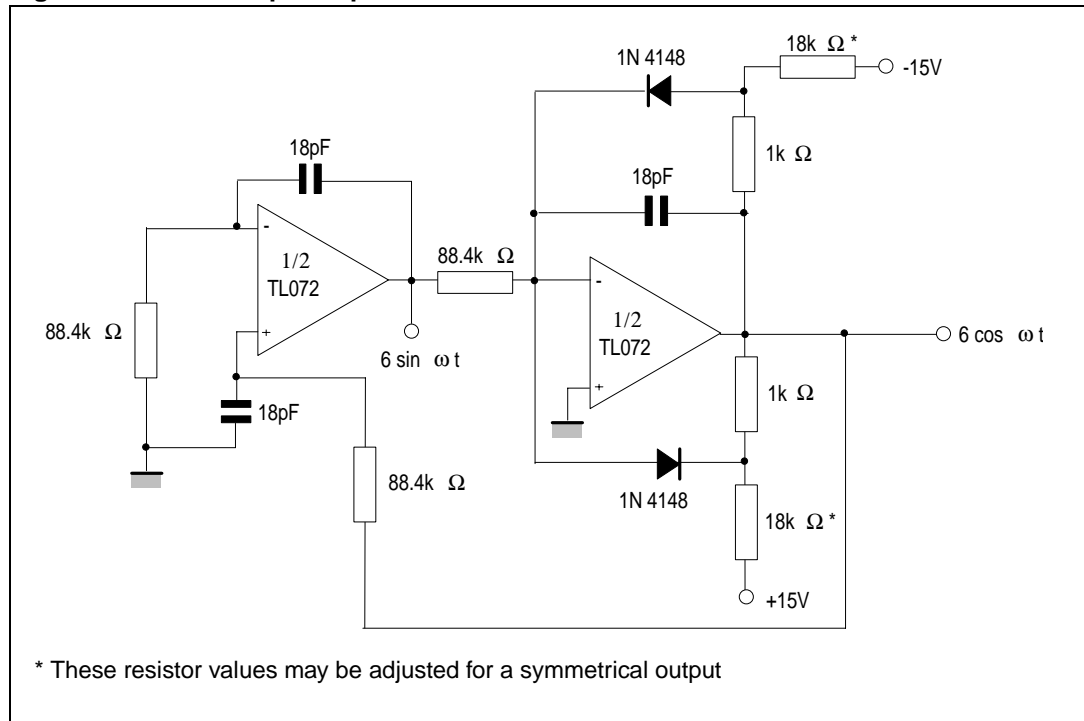 18k Ω *
1N 4148
-15V
1k Ω
18pF
18pF
88.4k Ω
-
-
1/2
TL072
1/2
TL072
88.4k Ω
+
6 sin ω t
6 cos ω t
+
1k Ω
18pF
88.4k Ω
1N 4148
18k Ω *
+15V
* These resistor values may be adjusted for a symmetrical output